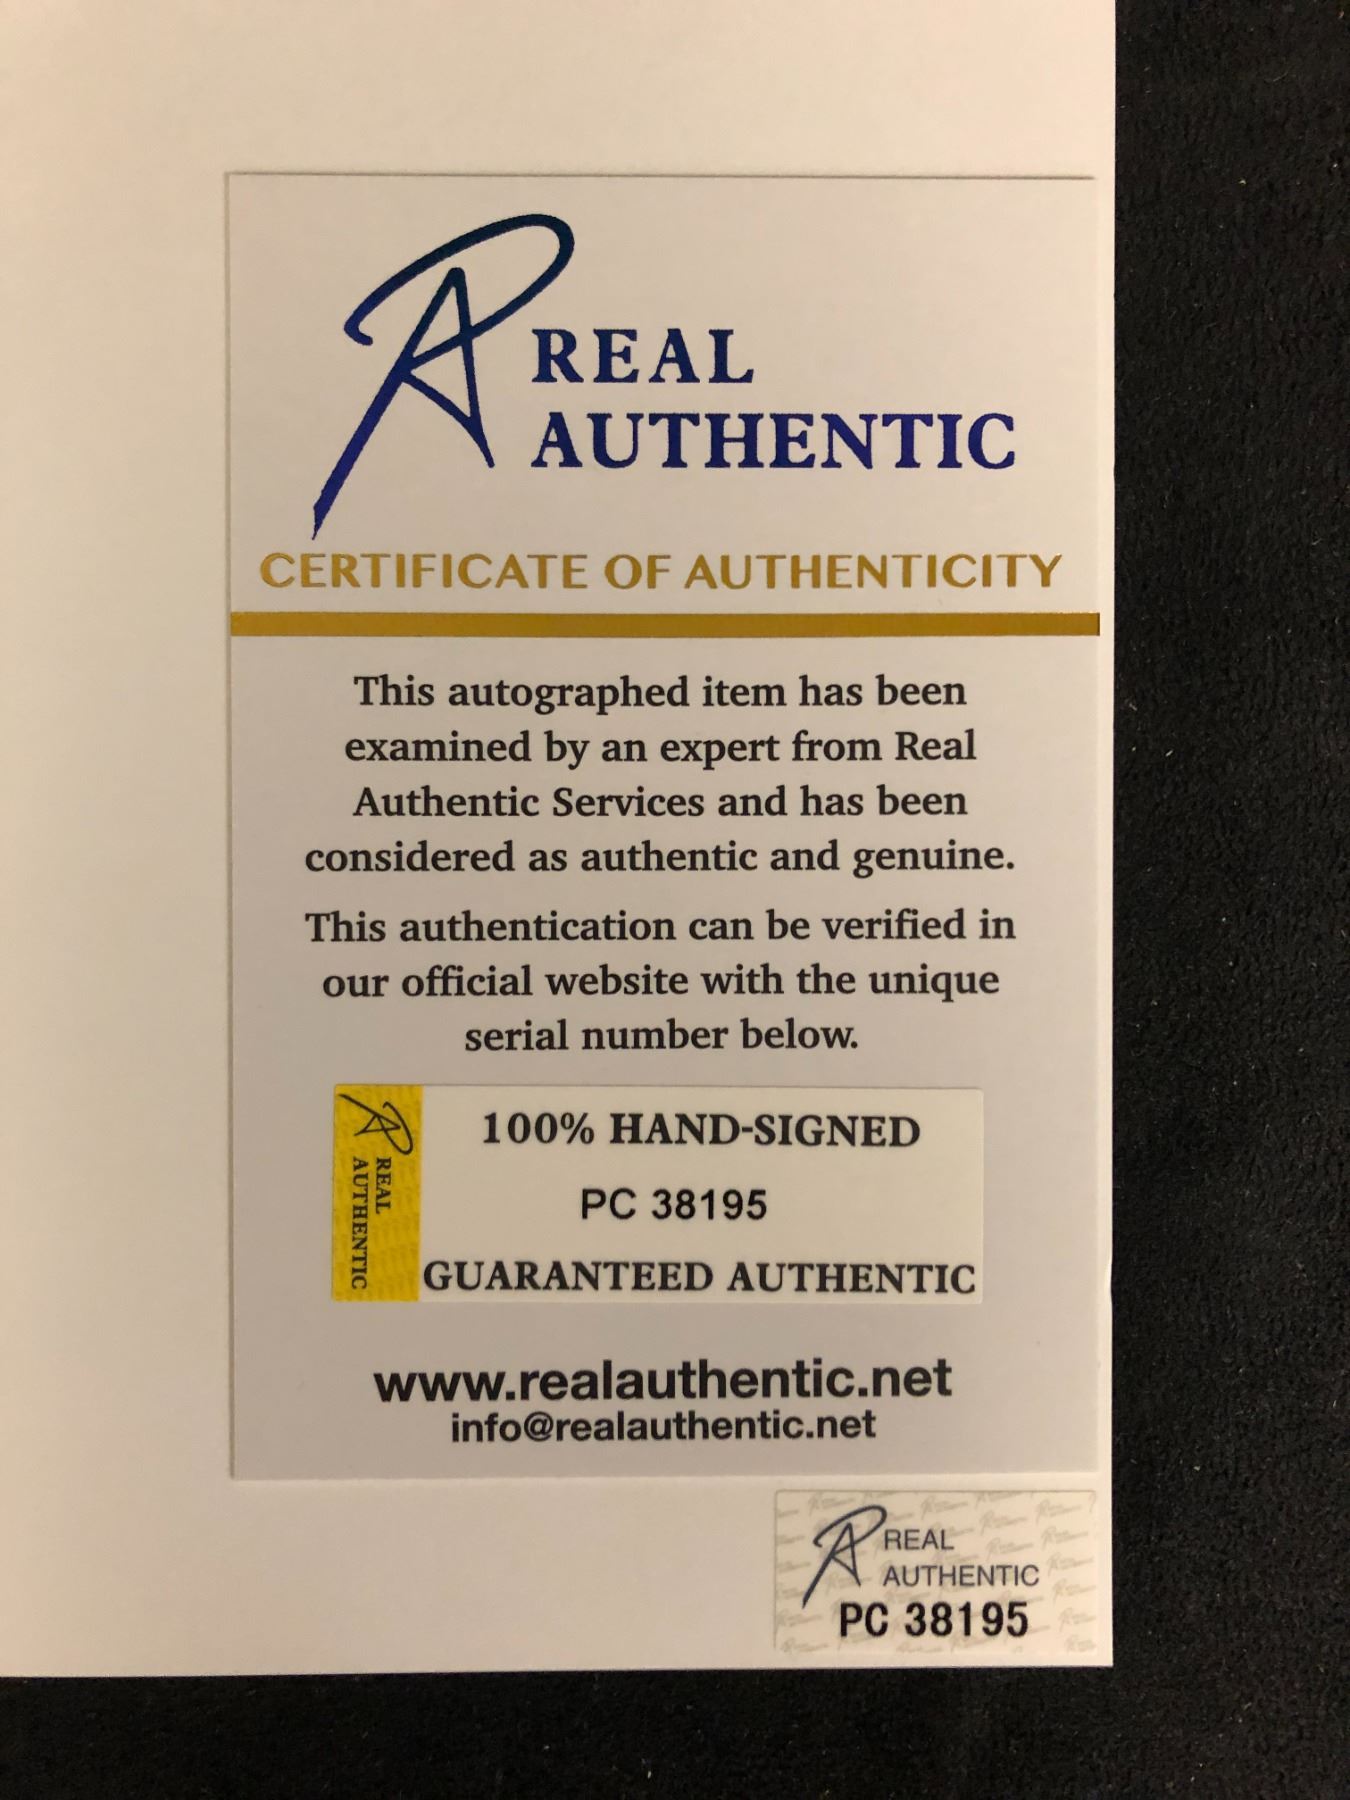 REAL
AUTHENTIC
CERTIFICATE OF AUTHENTICITY
This autographed item has been
examined by an expert from Real
Authentic Services and has been
considered as authentic and genuine.
This authentication can be verified in
our official website with the unique
serial number below.
REAL
AUTHENTIC
100% HAND-SIGNED
PC 38195
GUARANTEED AUTHENTIC
www.realauthentic.net
info@realauthentic.net
REAL
AUTHENTIC
PC 38195